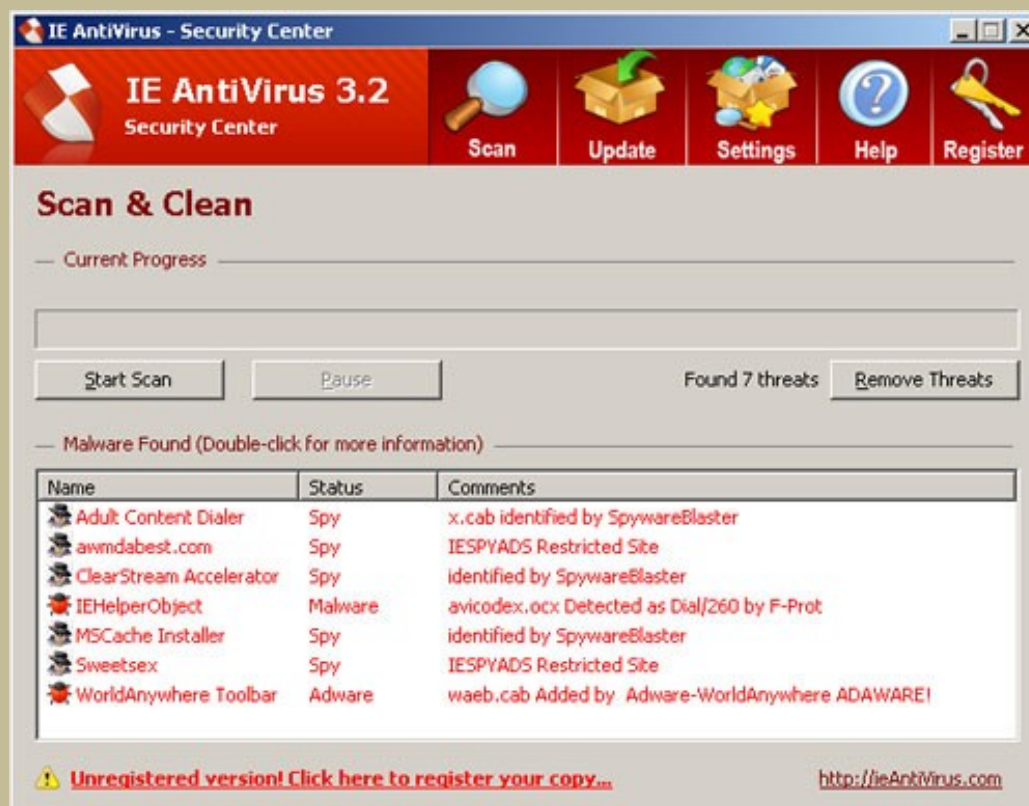 IE AntiVirus - Security Center
IE AntiVirus 3.2
Security Center
Scan Update Settings Help Register
Scan & Clean
Current Progress
Start Scan Pause Found 7 threats Remove Threats
Malware Found (Double-click for more information)
Name Status Comments
Adult Content Dialer Spy x.cab identified by SpywareBlaster
awmdabest.com Spy IESPYADS Restricted Site
ClearStream Accelerator Spy identified by SpywareBlaster
IEHelperObject Malware avicodex.ocx Detected as Dial/260 by F-Prot
MSCache Installer Spy identified by SpywareBlaster
Sweetsex Spy IESPYADS Restricted Site
WorldAnywhere Toolbar Adware waeb.cab Added by Adware-WorldAnywhere ADAWARE!
Unregistered version! Click here to register your copy... http://ieAntiVirus.com